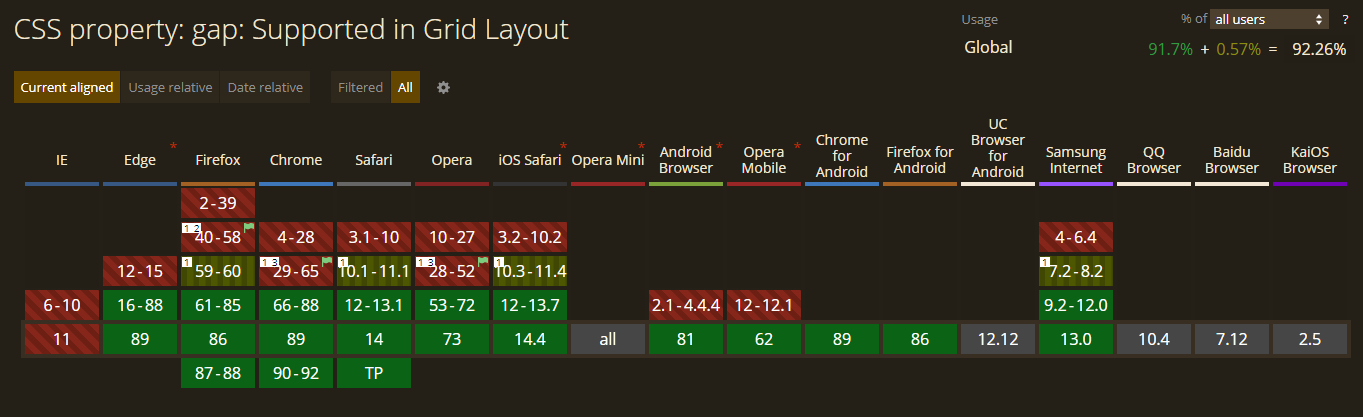 CSS property: gap: Supported in Grid Layout
Usage % of all users ?
Global 91.7% + 0.57% = 92.26%
Current aligned Usage relative Date relative Filtered All
IE Edge * Firefox Chrome Safari Opera iOS Safari * Opera Mini * Android Browser * Opera Mobile * Chrome for Android Firefox for Android UC Browser for Android Samsung Internet QQ Browser Baidu Browser KaiOS Browser
2-39
1 2 40-58 4-28 3.1-10 10-27 3.2-10.2 4-6.4
12-15 1 59-60 1 3 29-65 1 10.1-11.1 1 3 28-52 1 10.3-11.4 1 7.2-8.2
6-10 16-88 61-85 66-88 12-13.1 53-72 12-13.7 2.1-4.4.4 12-12.1 9.2-12.0
11 89 86 89 14 73 14.4 all 81 62 89 86 12.12 13.0 10.4 7.12 2.5
87-88 90-92 TP